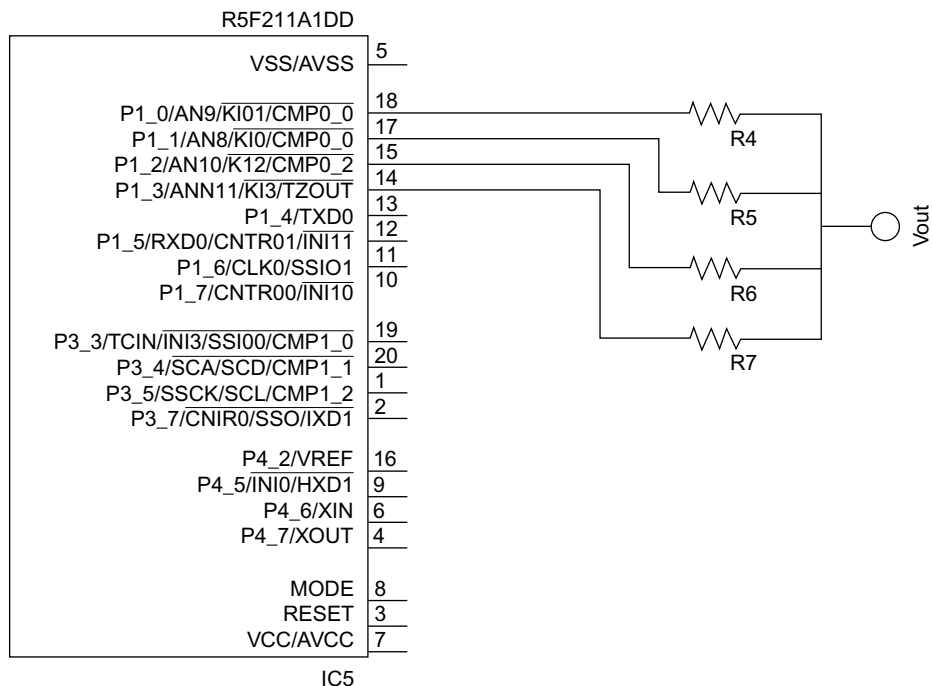 R5F211A1DD
VSS/AVSS 5
P1_0/AN9/KI01/CMP0_0 18
P1_1/AN8/KI0/CMP0_0 17
P1_2/AN10/K12/CMP0_2 15
P1_3/ANN11/KI3/TZOUT 14
P1_4/TXD0 13
P1_5/RXD0/CNTR01/INI11 12
P1_6/CLK0/SSIO1 11
P1_7/CNTR00/INI10 10
P3_3/TCIN/INI3/SSI00/CMP1_0 19
P3_4/SCA/SCD/CMP1_1 20
P3_5/SSCK/SCL/CMP1_2 1
P3_7/CNIR0/SSO/IXD1 2
P4_2/VREF 16
P4_5/INI0/HXD1 9
P4_6/XIN 6
P4_7/XOUT 4
MODE 8
RESET 3
VCC/AVCC 7
IC5
R4
R5
R6
R7
Vout